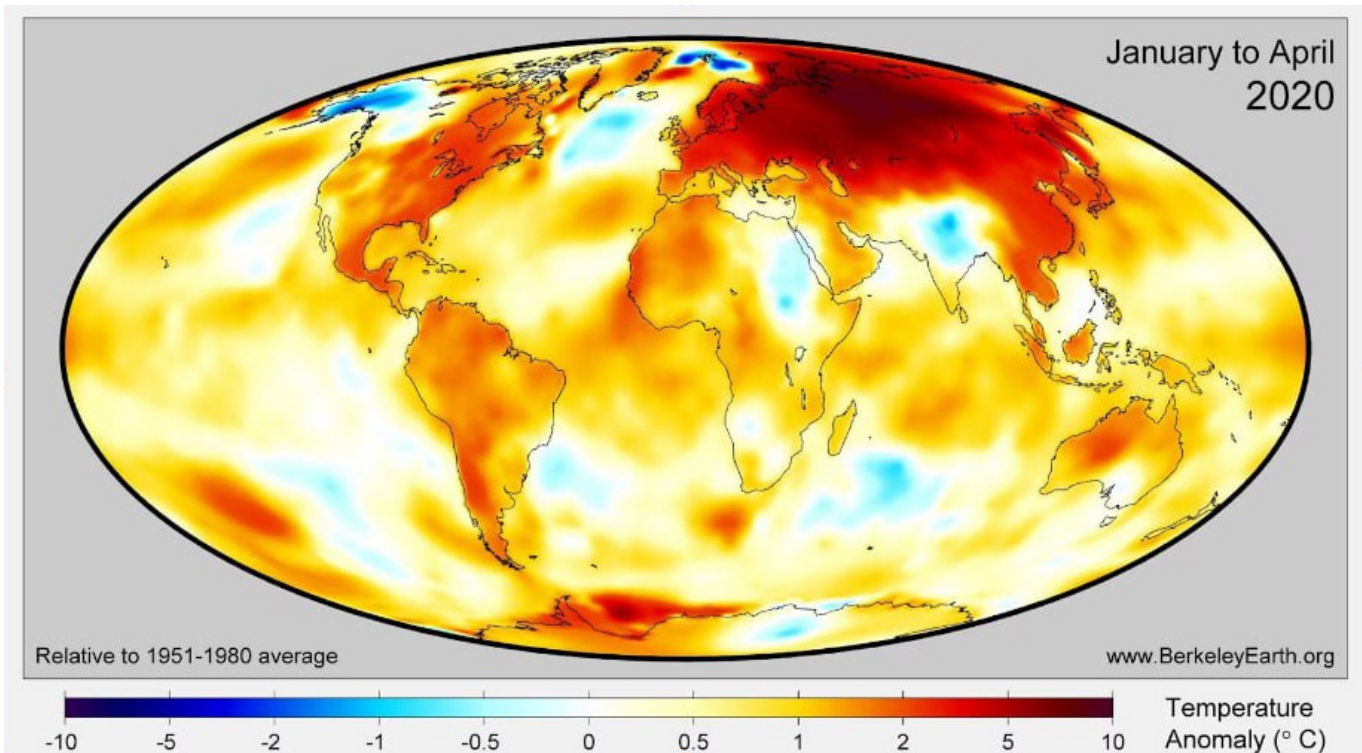 January to April
2020
Relative to 1951-1980 average
www.BerkeleyEarth.org
-10 -5 -2 -1 -0.5 0 0.5 1 2 5 10
Temperature
Anomaly (° C)